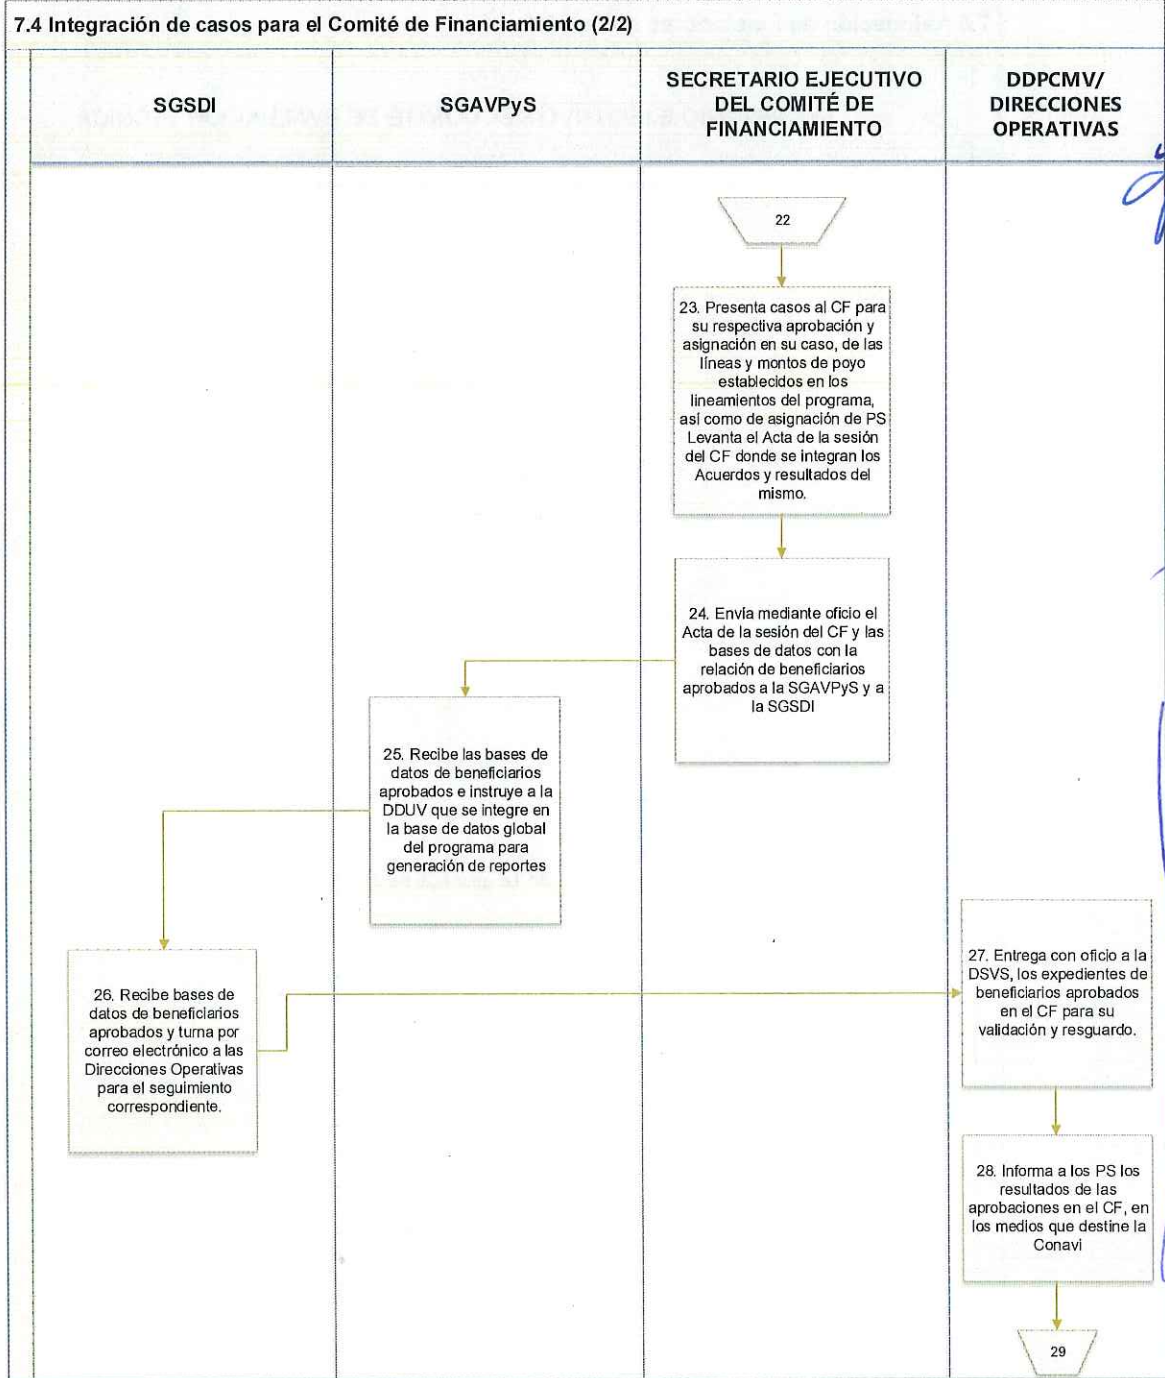 7.4 Integración de casos para el Comité de Financiamiento (2/2)
SGSDI
SGAVPyS
SECRETARIO EJECUTIVO
DEL COMITÉ DE
FINANCIAMIENTO
DDPCMV/
DIRECCIONES
OPERATIVAS
22
23. Presenta casos al CF para
su respectiva aprobación y
asignación en su caso, de las
líneas y montos de poyo
establecidos en los
lineamientos del programa,
así como de asignación de PS
Levanta el Acta de la sesión
del CF donde se integran los
Acuerdos y resultados del
mismo.
24. Envía mediante oficio el
Acta de la sesión del CF y las
bases de datos con la
relación de beneficiarios
aprobados a la SGAVPyS y a
la SGSDI
25. Recibe las bases de
datos de beneficiarios
aprobados e instruye a la
DDUV que se integre en
la base de datos global
del programa para
generación de reportes
26. Recibe bases de
datos de beneficiarios
aprobados y turna por
correo electrónico a las
Direcciones Operativas
para el seguimiento
correspondiente.
27. Entrega con oficio a la
DSVS, los expedientes de
beneficiarios aprobados
en el CF para su
validación y resguardo.
28. Informa a los PS los
resultados de las
aprobaciones en el CF, en
los medios que destine la
Conavi
29